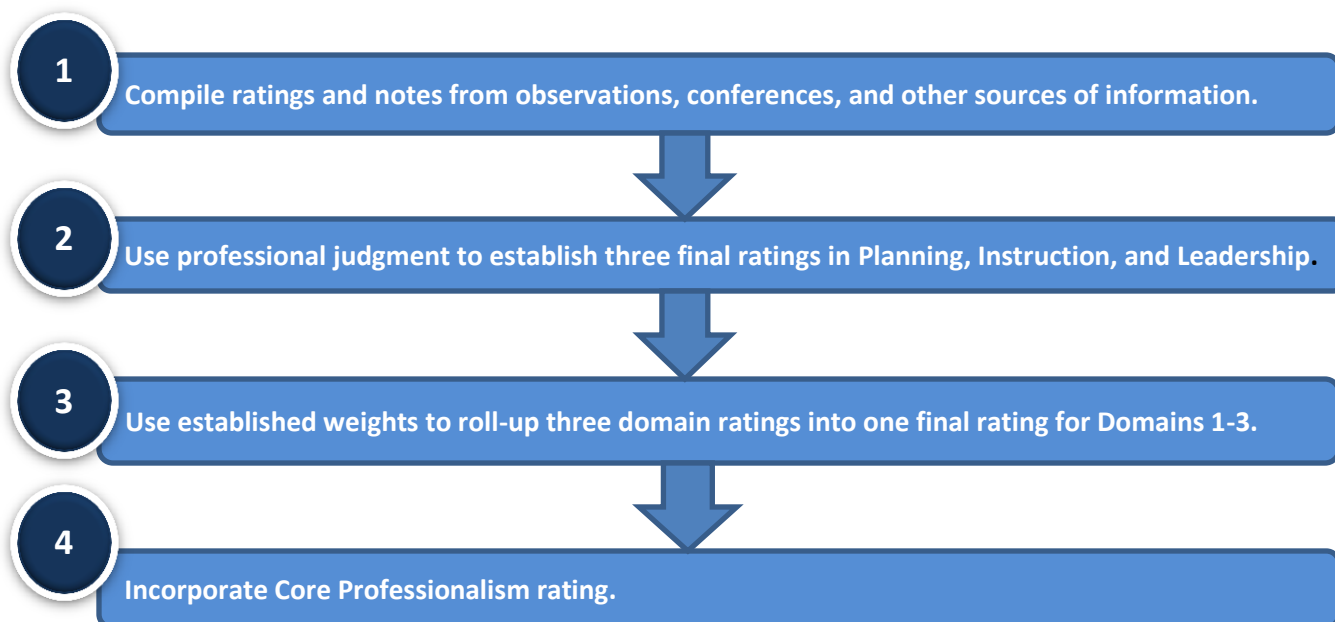 1
Compile ratings and notes from observations, conferences, and other sources of information.
2
Use professional judgment to establish three final ratings in Planning, Instruction, and Leadership.
3
Use established weights to roll-up three domain ratings into one final rating for Domains 1-3.
4
Incorporate Core Professionalism rating.